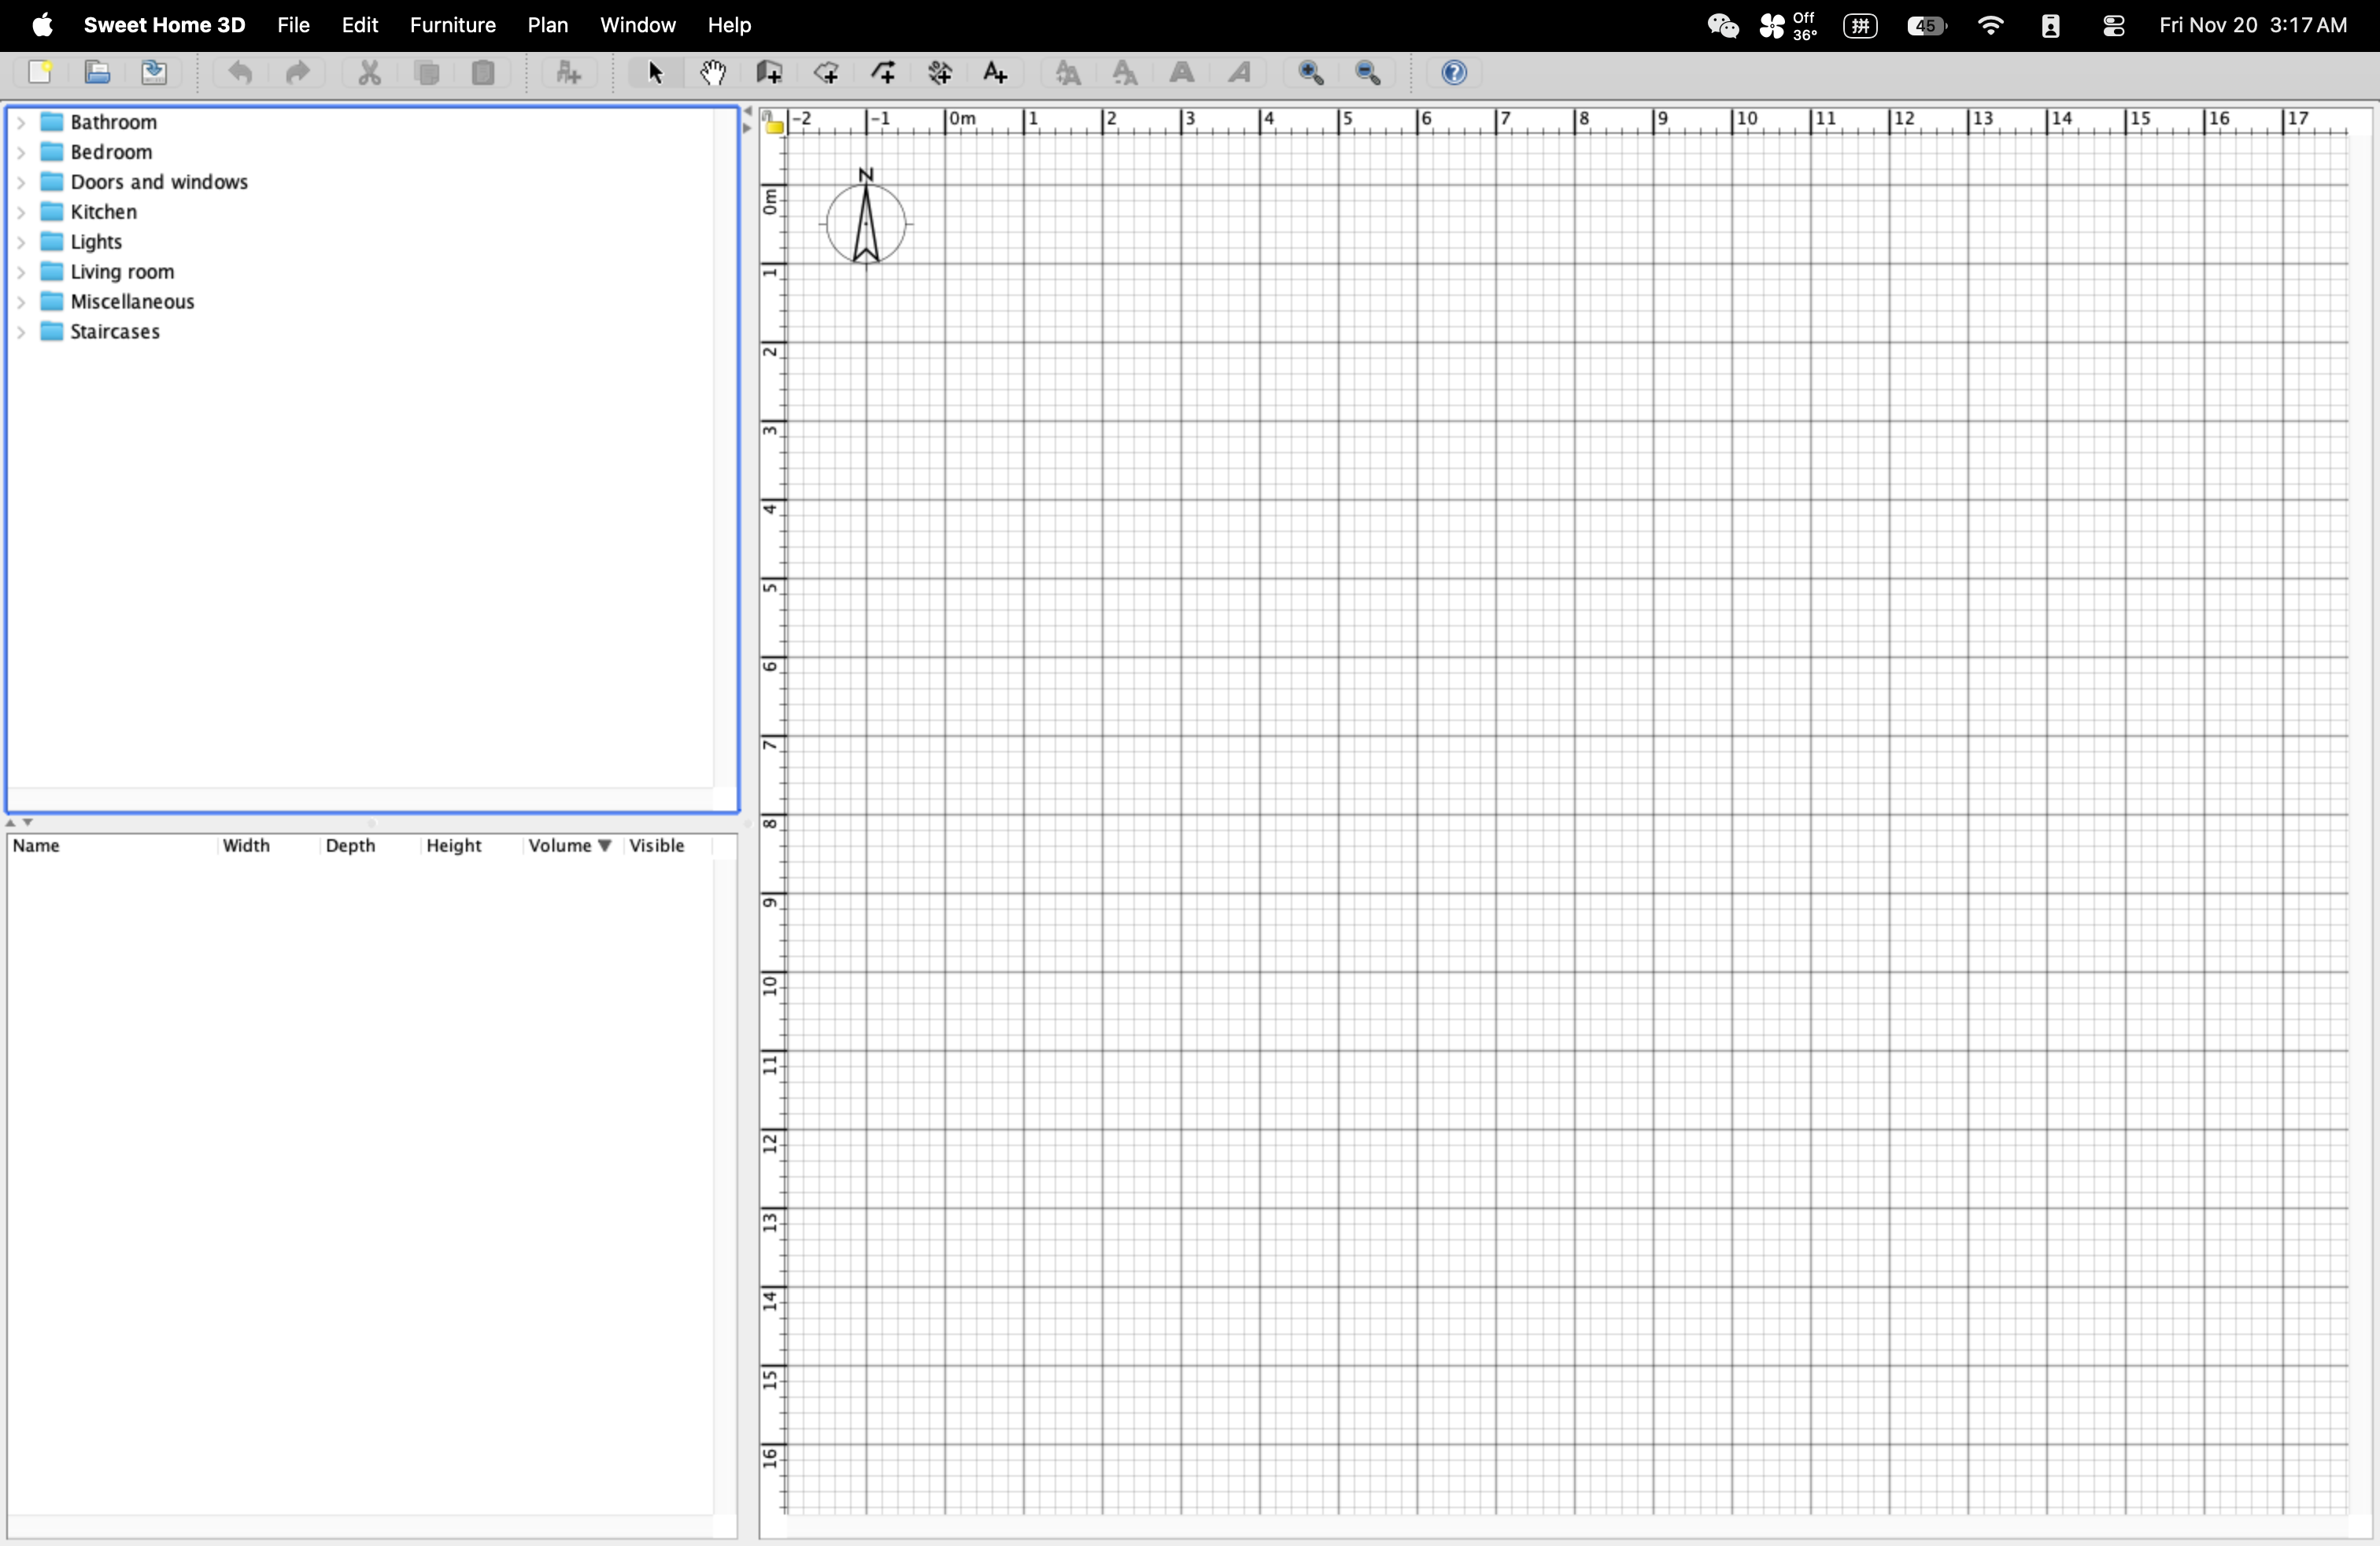 Sweet Home 3D File Edit Furniture Plan Window Help Off 36° 拼 45 Fri Nov 20 3:17 AM
Bathroom
Bedroom
Doors and windows
Kitchen
Lights
Living room
Miscellaneous
Staircases
Name Width Depth Height Volume Visible
-2 -1 0m 1 2 3 4 5 6 7 8 9 10 11 12 13 14 15 16 17
N
0m
1
2
3
4
5
6
7
8
9
10
11
12
13
14
15
16